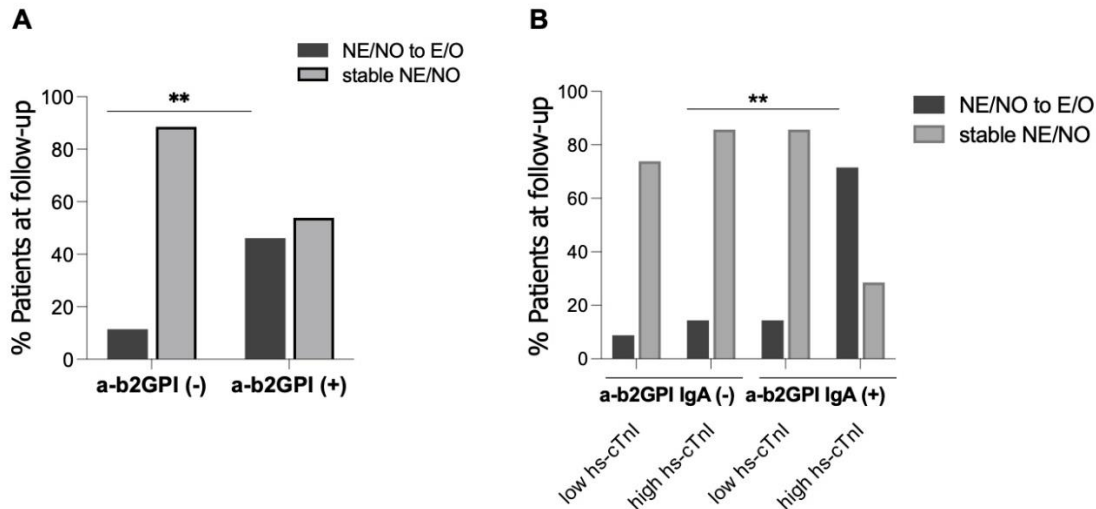 A
NE/NO to E/O
stable NE/NO
% Patients at follow-up
100
80
60
40
20
0
**
a-b2GPI (-)
a-b2GPI (+)
B
NE/NO to E/O
stable NE/NO
% Patients at follow-up
100
80
60
40
20
0
**
a-b2GPI IgA (-)
a-b2GPI IgA (+)
low hs-cTnI
high hs-cTnI
low hs-cTnI
high hs-cTnI